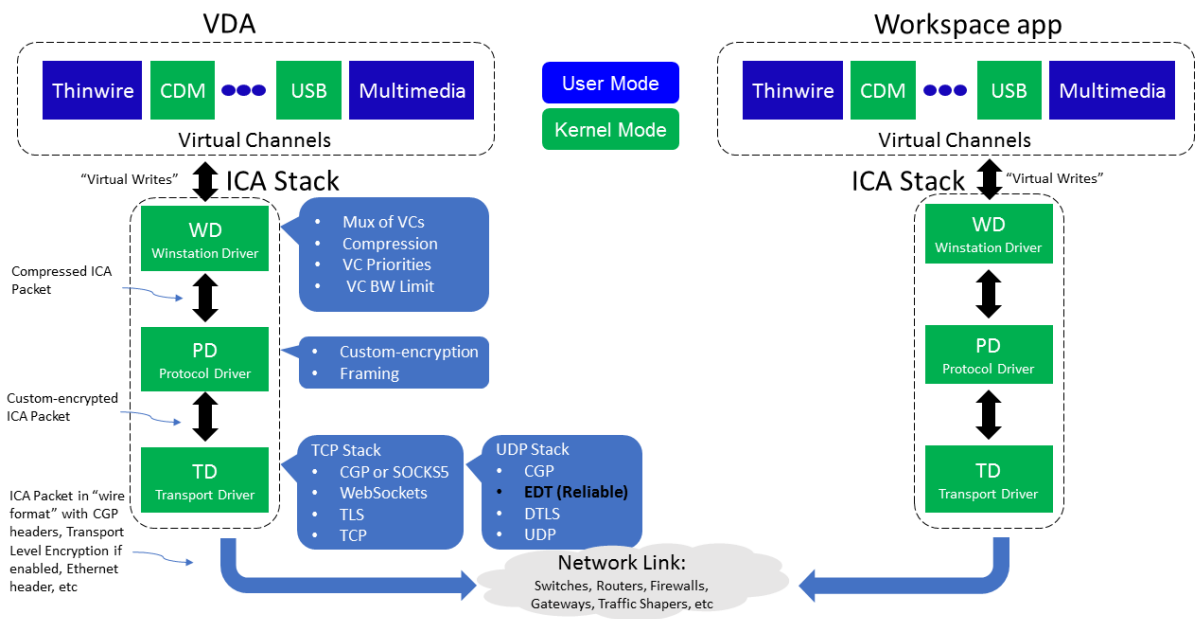 VDA
Workspace app
Thinwire
CDM
USB
Multimedia
Virtual Channels
User Mode
Kernel Mode
Thinwire
CDM
USB
Multimedia
Virtual Channels
“Virtual Writes”
ICA Stack
ICA Stack
“Virtual Writes”
WD
Winstation Driver
• Mux of VCs
• Compression
• VC Priorities
• VC BW Limit
WD
Winstation Driver
Compressed ICA
Packet
PD
Protocol Driver
• Custom-encryption
• Framing
PD
Protocol Driver
Custom-encrypted
ICA Packet
TD
Transport Driver
TCP Stack
• CGP or SOCKS5
• WebSockets
• TLS
• TCP
UDP Stack
• CGP
• EDT (Reliable)
• DTLS
• UDP
TD
Transport Driver
ICA Packet in “wire
format” with CGP
headers, Transport
Level Encryption if
enabled, Ethernet
header, etc
Network Link:
Switches, Routers, Firewalls,
Gateways, Traffic Shapers, etc